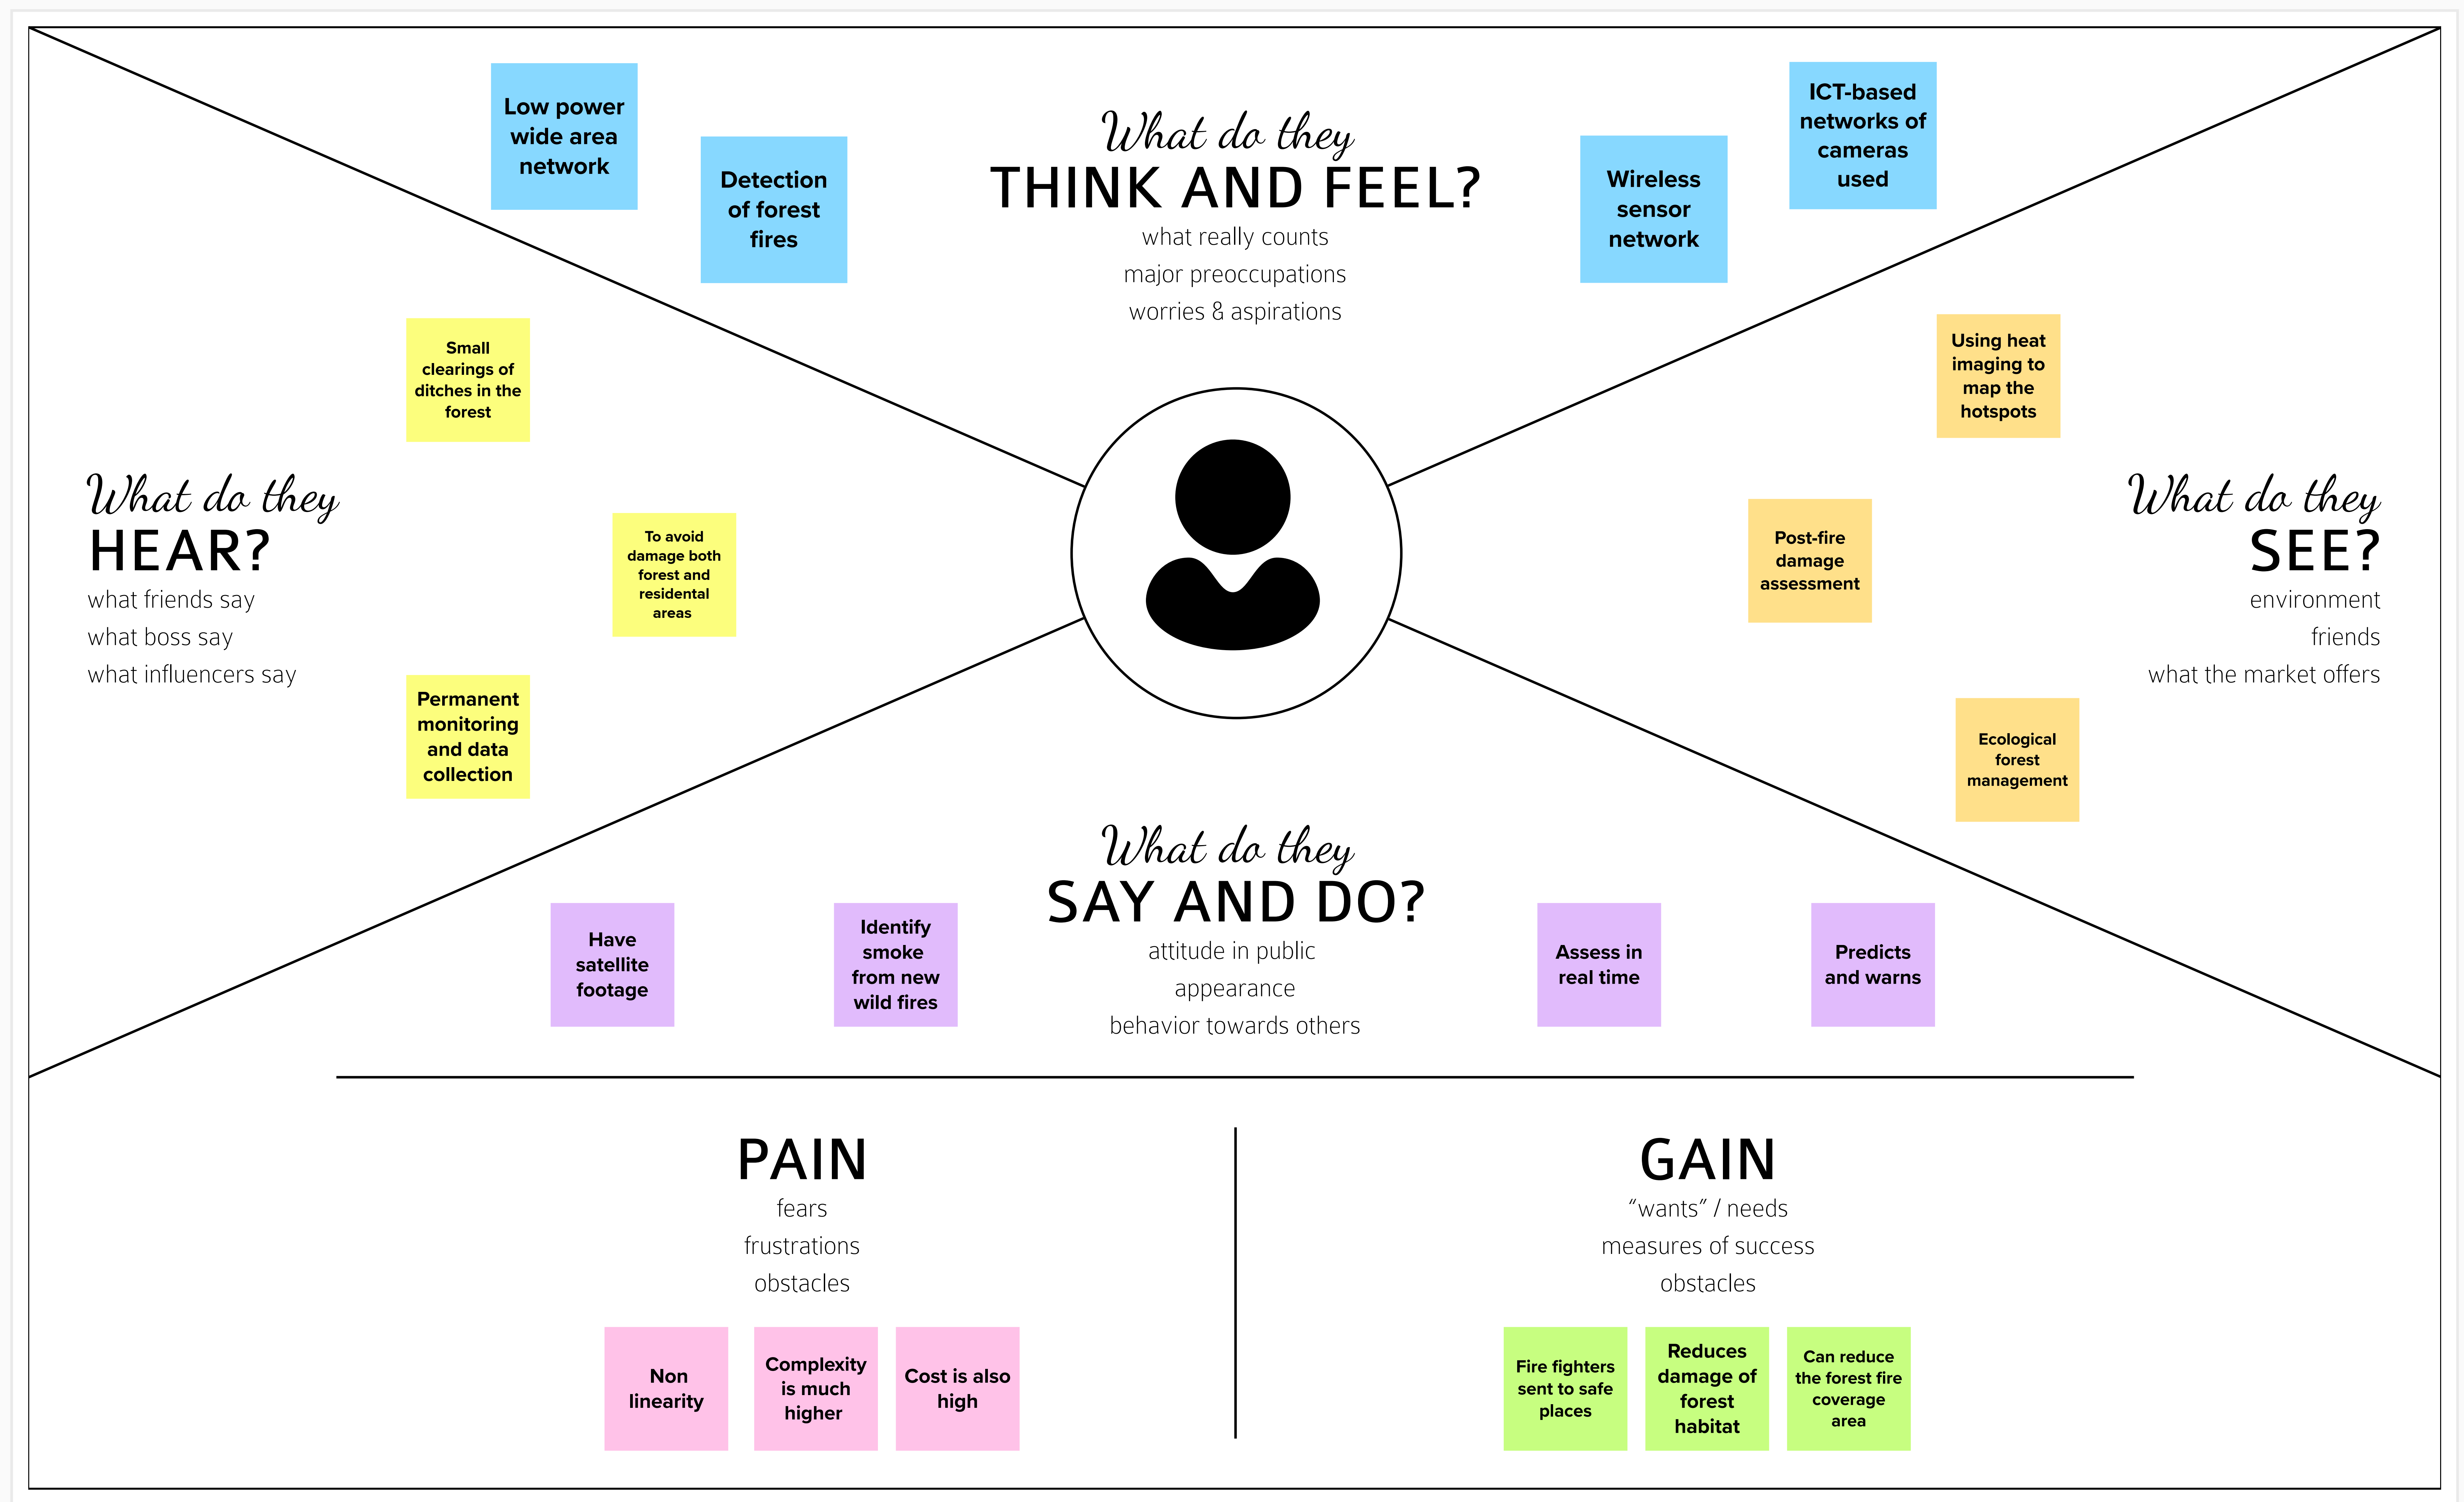 Low power
wide area
network
Detection
of forest
fires
What do they
THINK AND FEEL?
what really counts
major preoccupations
worries & aspirations
Wireless
sensor
network
ICT-based
networks of
cameras
used
Small
clearings of
ditches in the
forest
What do they
HEAR?
what friends say
what boss say
what influencers say
To avoid
damage both
forest and
residental
areas
Permanent
monitoring
and data
collection
Using heat
imaging to
map the
hotspots
Post-fire
damage
assessment
What do they
SEE?
environment
friends
what the market offers
Ecological
forest
management
Have
satellite
footage
Identify
smoke
from new
wild fires
What do they
SAY AND DO?
attitude in public
appearance
behavior towards others
Assess in
real time
Predicts
and warns
PAIN
fears
frustrations
obstacles
Non
linearity
Complexity
is much
higher
Cost is also
high
GAIN
“wants” / needs
measures of success
obstacles
Fire fighters
sent to safe
places
Reduces
damage of
forest
habitat
Can reduce
the forest fire
coverage
area